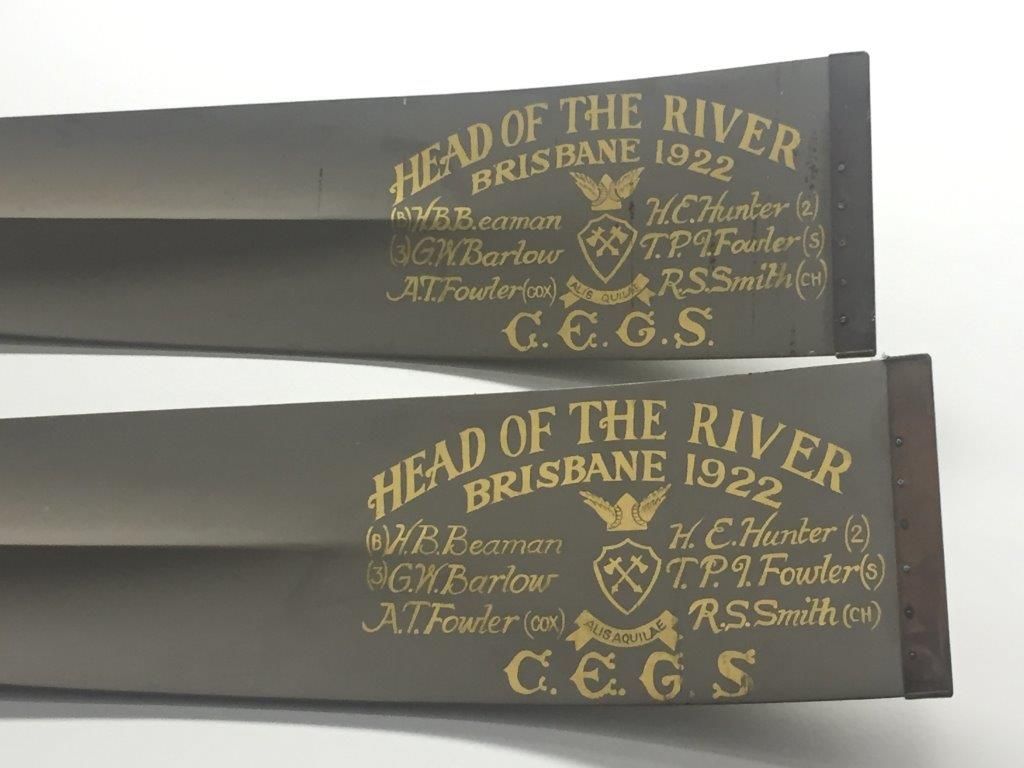 HEAD OF THE RIVER
BRISBANE 1922
(B) H.B.Beaman H.E.Hunter (2)
(3) G.W.Barlow T.P.I.Fowler (S)
A.T.Fowler (COX) R.S.Smith (CH)
ALIS QUILAE
C.E.G.S.
HEAD OF THE RIVER
BRISBANE 1922
(B) H.B.Beaman H.E.Hunter (2)
(3) G.W.Barlow T.P.I.Fowler (S)
A.T.Fowler (COX) R.S.Smith (CH)
ALIS AQUILAE
C.E.G S